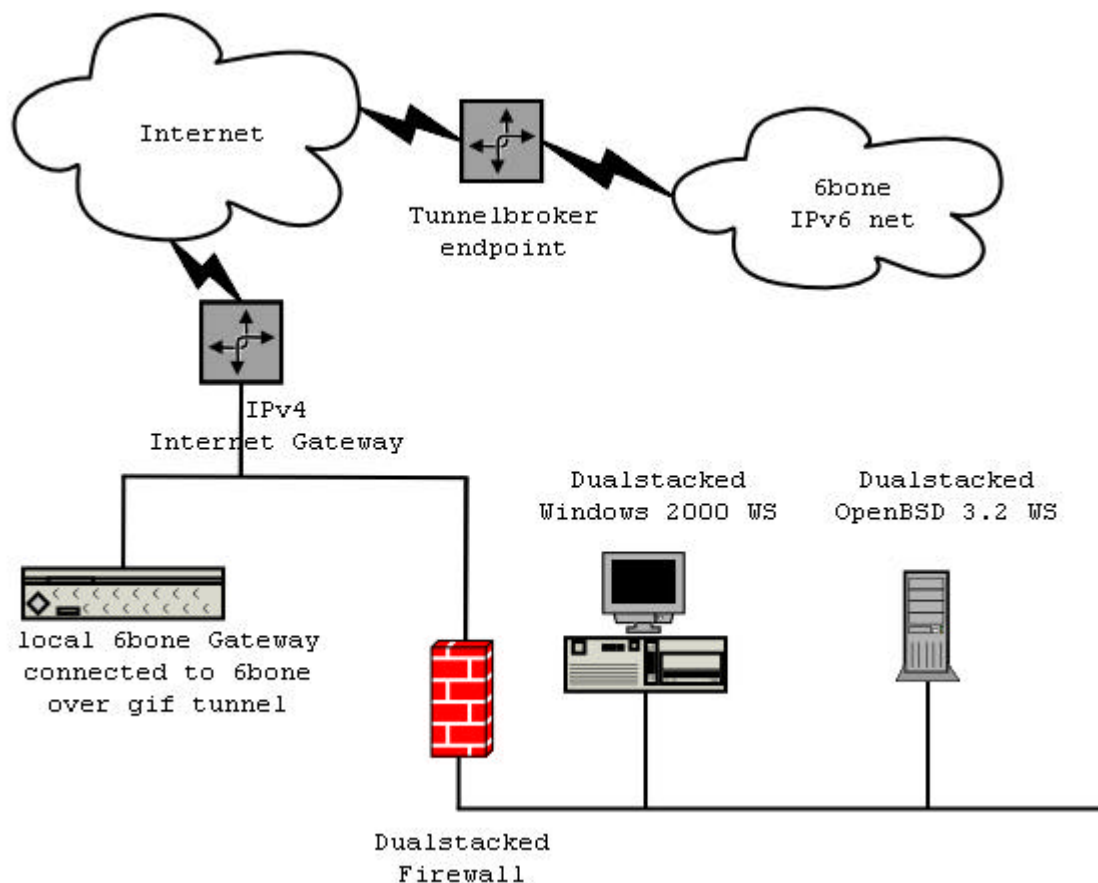 Internet
Tunnelbroker
endpoint
6bone
IPv6 net
IPv4
Internet Gateway
Dualstacked
Windows 2000 WS
Dualstacked
OpenBSD 3.2 WS
local 6bone Gateway
connected to 6bone
over gif tunnel
Dualstacked
Firewall